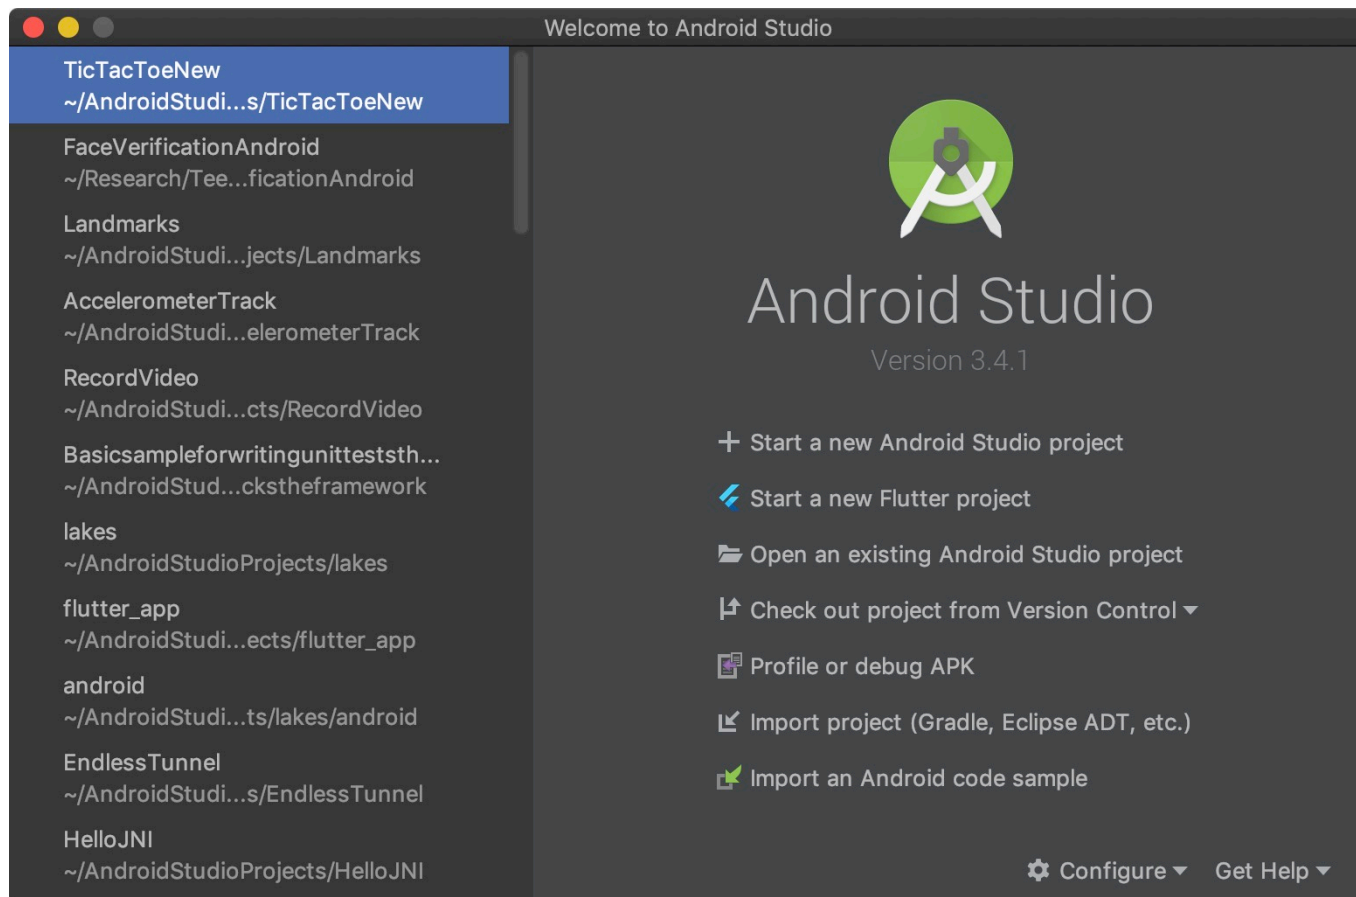 Welcome to Android Studio
TicTacToeNew
~/AndroidStudi...s/TicTacToeNew
FaceVerificationAndroid
~/Research/Tee...ficationAndroid
Landmarks
~/AndroidStudi...jects/Landmarks
AccelerometerTrack
~/AndroidStudi...elerometerTrack
RecordVideo
~/AndroidStudi...cts/RecordVideo
Basicsampleforwritingunitteststh...
~/AndroidStud...ckstheframework
lakes
~/AndroidStudioProjects/lakes
flutter_app
~/AndroidStudi...ects/flutter_app
android
~/AndroidStudi...ts/lakes/android
EndlessTunnel
~/AndroidStudi...s/EndlessTunnel
HelloJNI
~/AndroidStudioProjects/HelloJNI
Android Studio
Version 3.4.1
Start a new Android Studio project
Start a new Flutter project
Open an existing Android Studio project
Check out project from Version Control
Profile or debug APK
Import project (Gradle, Eclipse ADT, etc.)
Import an Android code sample
Configure Get Help